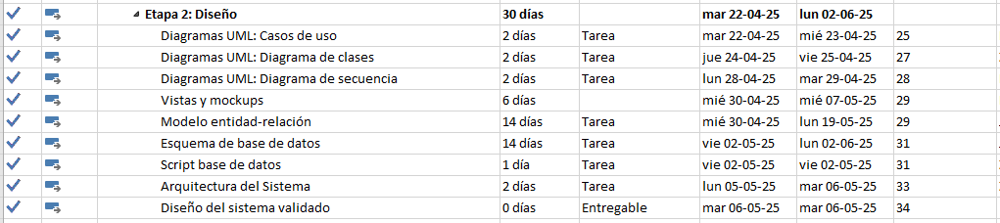 Etapa 2: Diseño 30 días mar 22-04-25 lun 02-06-25
Diagramas UML: Casos de uso 2 días Tarea mar 22-04-25 mié 23-04-25 25
Diagramas UML: Diagrama de clases 2 días Tarea jue 24-04-25 vie 25-04-25 27
Diagramas UML: Diagrama de secuencia 2 días Tarea lun 28-04-25 mar 29-04-25 28
Vistas y mockups 6 días mié 30-04-25 mié 07-05-25 29
Modelo entidad-relación 14 días Tarea mié 30-04-25 lun 19-05-25 29
Esquema de base de datos 14 días Tarea vie 02-05-25 lun 02-06-25 31
Script base de datos 1 día Tarea vie 02-05-25 vie 02-05-25 31
Arquitectura del Sistema 2 días Tarea lun 05-05-25 mar 06-05-25 33
Diseño del sistema validado 0 días Entregable mar 06-05-25 mar 06-05-25 34